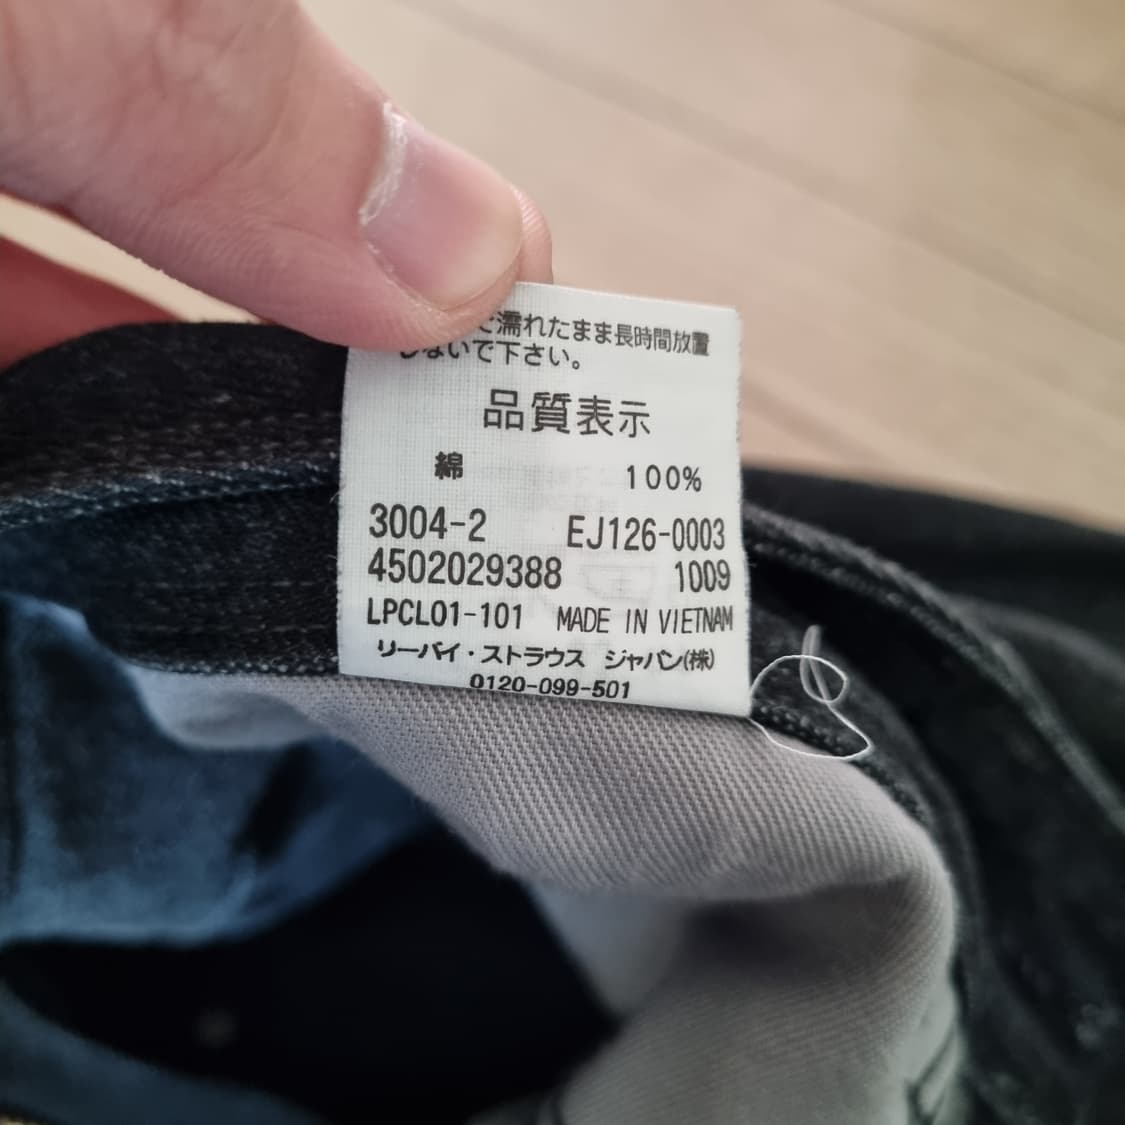 濡れたまま長時間放置
しないで下さい。
品質表示
綿 100%
3004-2 EJ126-0003
4502029388 1009
LPCL01-101 MADE IN VIETNAM
リーバイ・ストラウス ジャパン(株)
0120-099-501